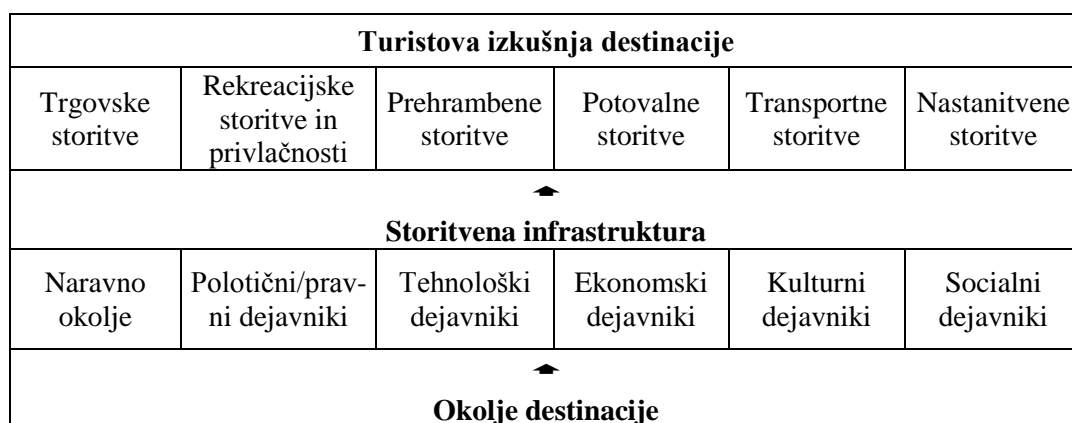 Turistova izkušnja destinacije
Trgovske
storitve
Rekreacijske
storitve in
privlačnosti
Prehrambene
storitve
Potovalne
storitve
Transportne
storitve
Nastanitvene
storitve
Storitvena infrastruktura
Naravno
okolje
Polotični/prav-
ni dejavniki
Tehnološki
dejavniki
Ekonomski
dejavniki
Kulturni
dejavniki
Socialni
dejavniki
Okolje destinacije